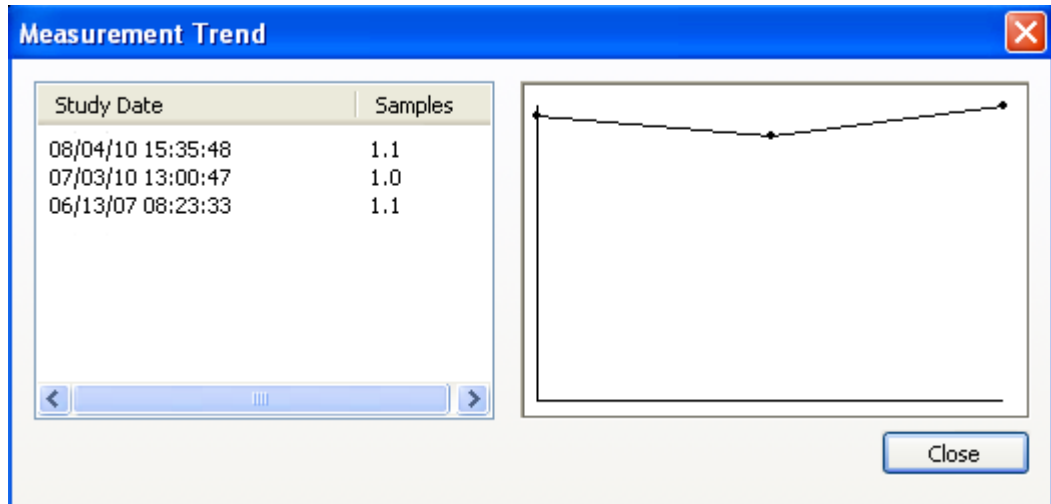 Measurement Trend
Study Date Samples
08/04/10 15:35:48 1.1
07/03/10 13:00:47 1.0
06/13/07 08:23:33 1.1
Close